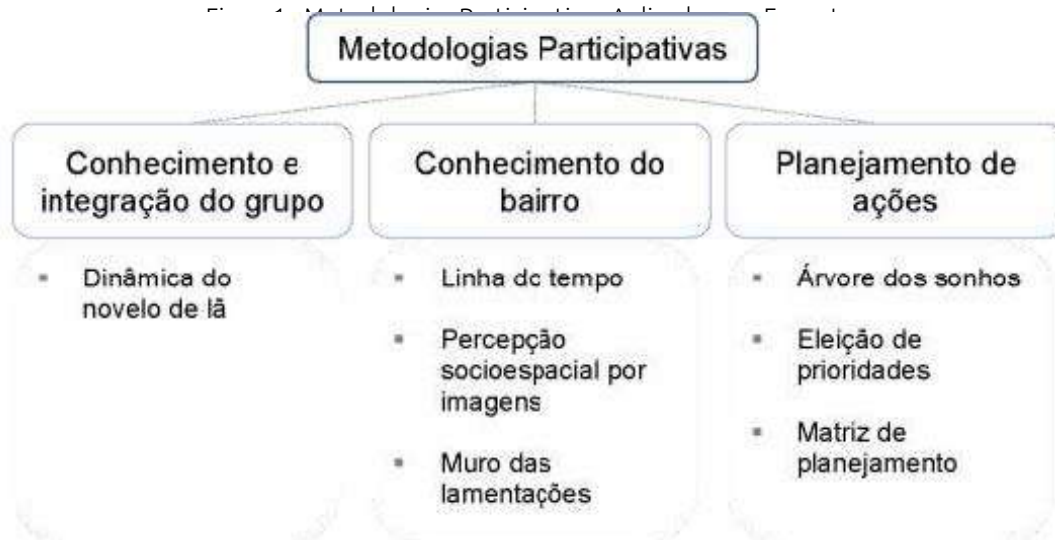 Metodologias Participativas
Conhecimento e
integração do grupo
▪ Dinâmica do
novelo de lã
Conhecimento do
bairro
▪ Linha do tempo
▪ Percepção
socioespacial por
imagens
▪ Muro das
lamentações
Planejamento de
ações
▪ Árvore dos sonhos
▪ Eleição de
prioridades
▪ Matriz de
planejamento